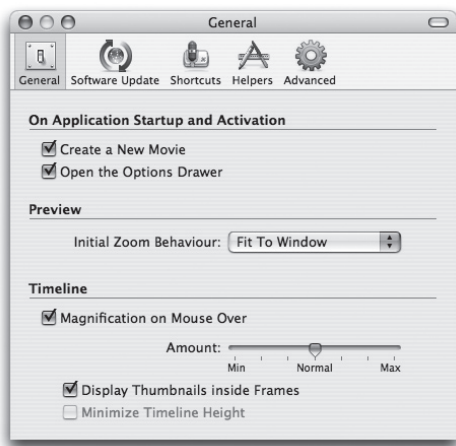 General
General Software Update Shortcuts Helpers Advanced
On Application Startup and Activation
Create a New Movie
Open the Options Drawer
Preview
Initial Zoom Behaviour: Fit To Window
Timeline
Magnification on Mouse Over
Amount:
Min Normal Max
Display Thumbnails inside Frames
Minimize Timeline Height